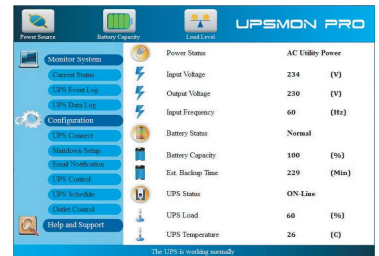 UPSMON PRO
Power Source
Battery Capacity
Load Level
Monitor System
Current Status
UPS Event Log
UPS Data Log
Configuration
UPS Connect
Shutdown Setup
Email Notification
UPS Control
UPS Schedule
Outlet Control
Help and Support
Power Status AC Utility Power
Input Voltage 234 (V)
Output Voltage 230 (V)
Input Frequency 60 (Hz)
Battery Status Normal
Battery Capacity 100 (%)
Est. Backup Time 229 (Min)
UPS Status ON-Line
UPS Load 60 (%)
UPS Temperature 26 (C)
The UPS is working normally